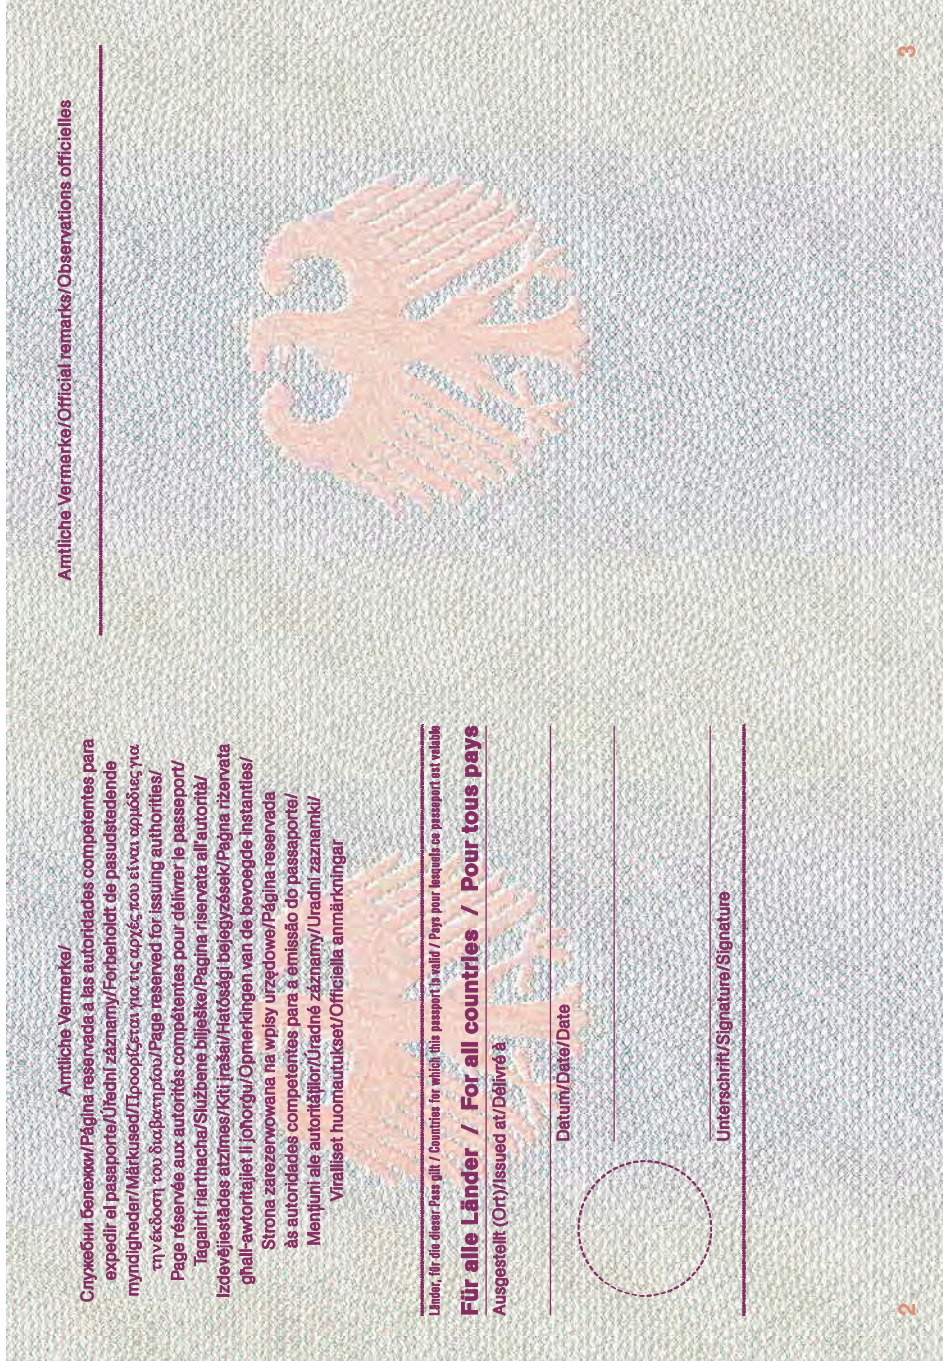 Amtliche Vermerke/
Служебни бележки/Página reservada a las autoridades competentes para
expedir el pasaporte/Úřední záznamy/Forbeholdt de pasudstedende
myndigheder/Märkused/Προορίζεται για τις αρχές που είναι αρμόδιες για
την έκδοση του διαβατηρίου/Page reserved for issuing authorities/
Page réservée aux autorités compétentes pour délivrer le passeport/
Tagairtí riarthacha/Službene bilješke/Pagina riservata all'autorità/
Izdevējiestādes atzīmes/Kiti įrašai/Hatósági bejegyzések/Paġna riżervata
għall-awtoritajiet li joħorġu/Opmerkingen van de bevoegde instanties/
Strona zarezerwowana na wpisy urzędowe/Página reservada
às autoridades competentes para a emissão do passaporte/
Mențiuni ale autorităților/Úradné záznamy/Uradni zaznamki/
Viralliset huomautukset/Officiella anmärkningar
Länder, für die dieser Pass gilt / Countries for which this passport is valid / Pays pour lesquels ce passeport est valable
Für alle Länder / For all countries / Pour tous pays
Ausgestellt (Ort)/Issued at/Délivré à
Datum/Date/Date
Unterschrift/Signature/Signature
2
Amtliche Vermerke/Official remarks/Observations officielles
3